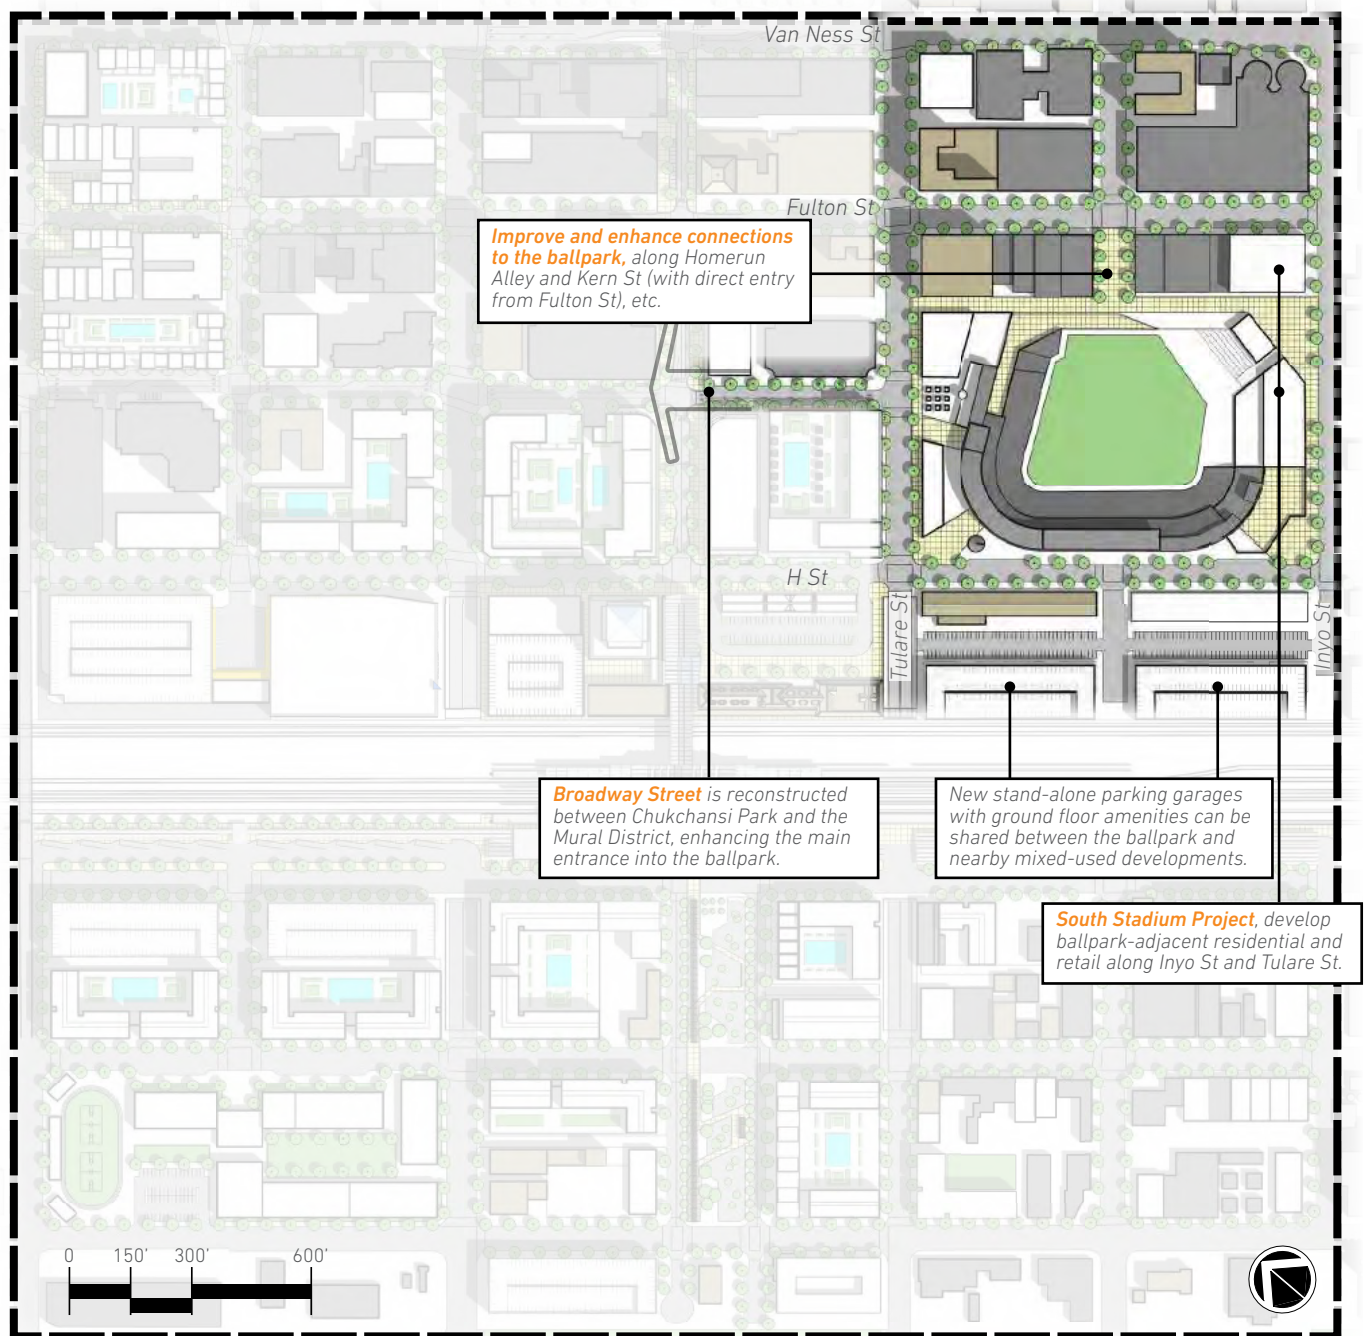 Van Ness St
Fulton St
Improve and enhance connections
to the ballpark, along Homerun
Alley and Kern St (with direct entry
from Fulton St), etc.
H St
Tulare St
Inyo St
Broadway Street is reconstructed
between Chukchansi Park and the
Mural District, enhancing the main
entrance into the ballpark.
New stand-alone parking garages
with ground floor amenities can be
shared between the ballpark and
nearby mixed-used developments.
South Stadium Project, develop
ballpark-adjacent residential and
retail along Inyo St and Tulare St.
0 150' 300' 600'